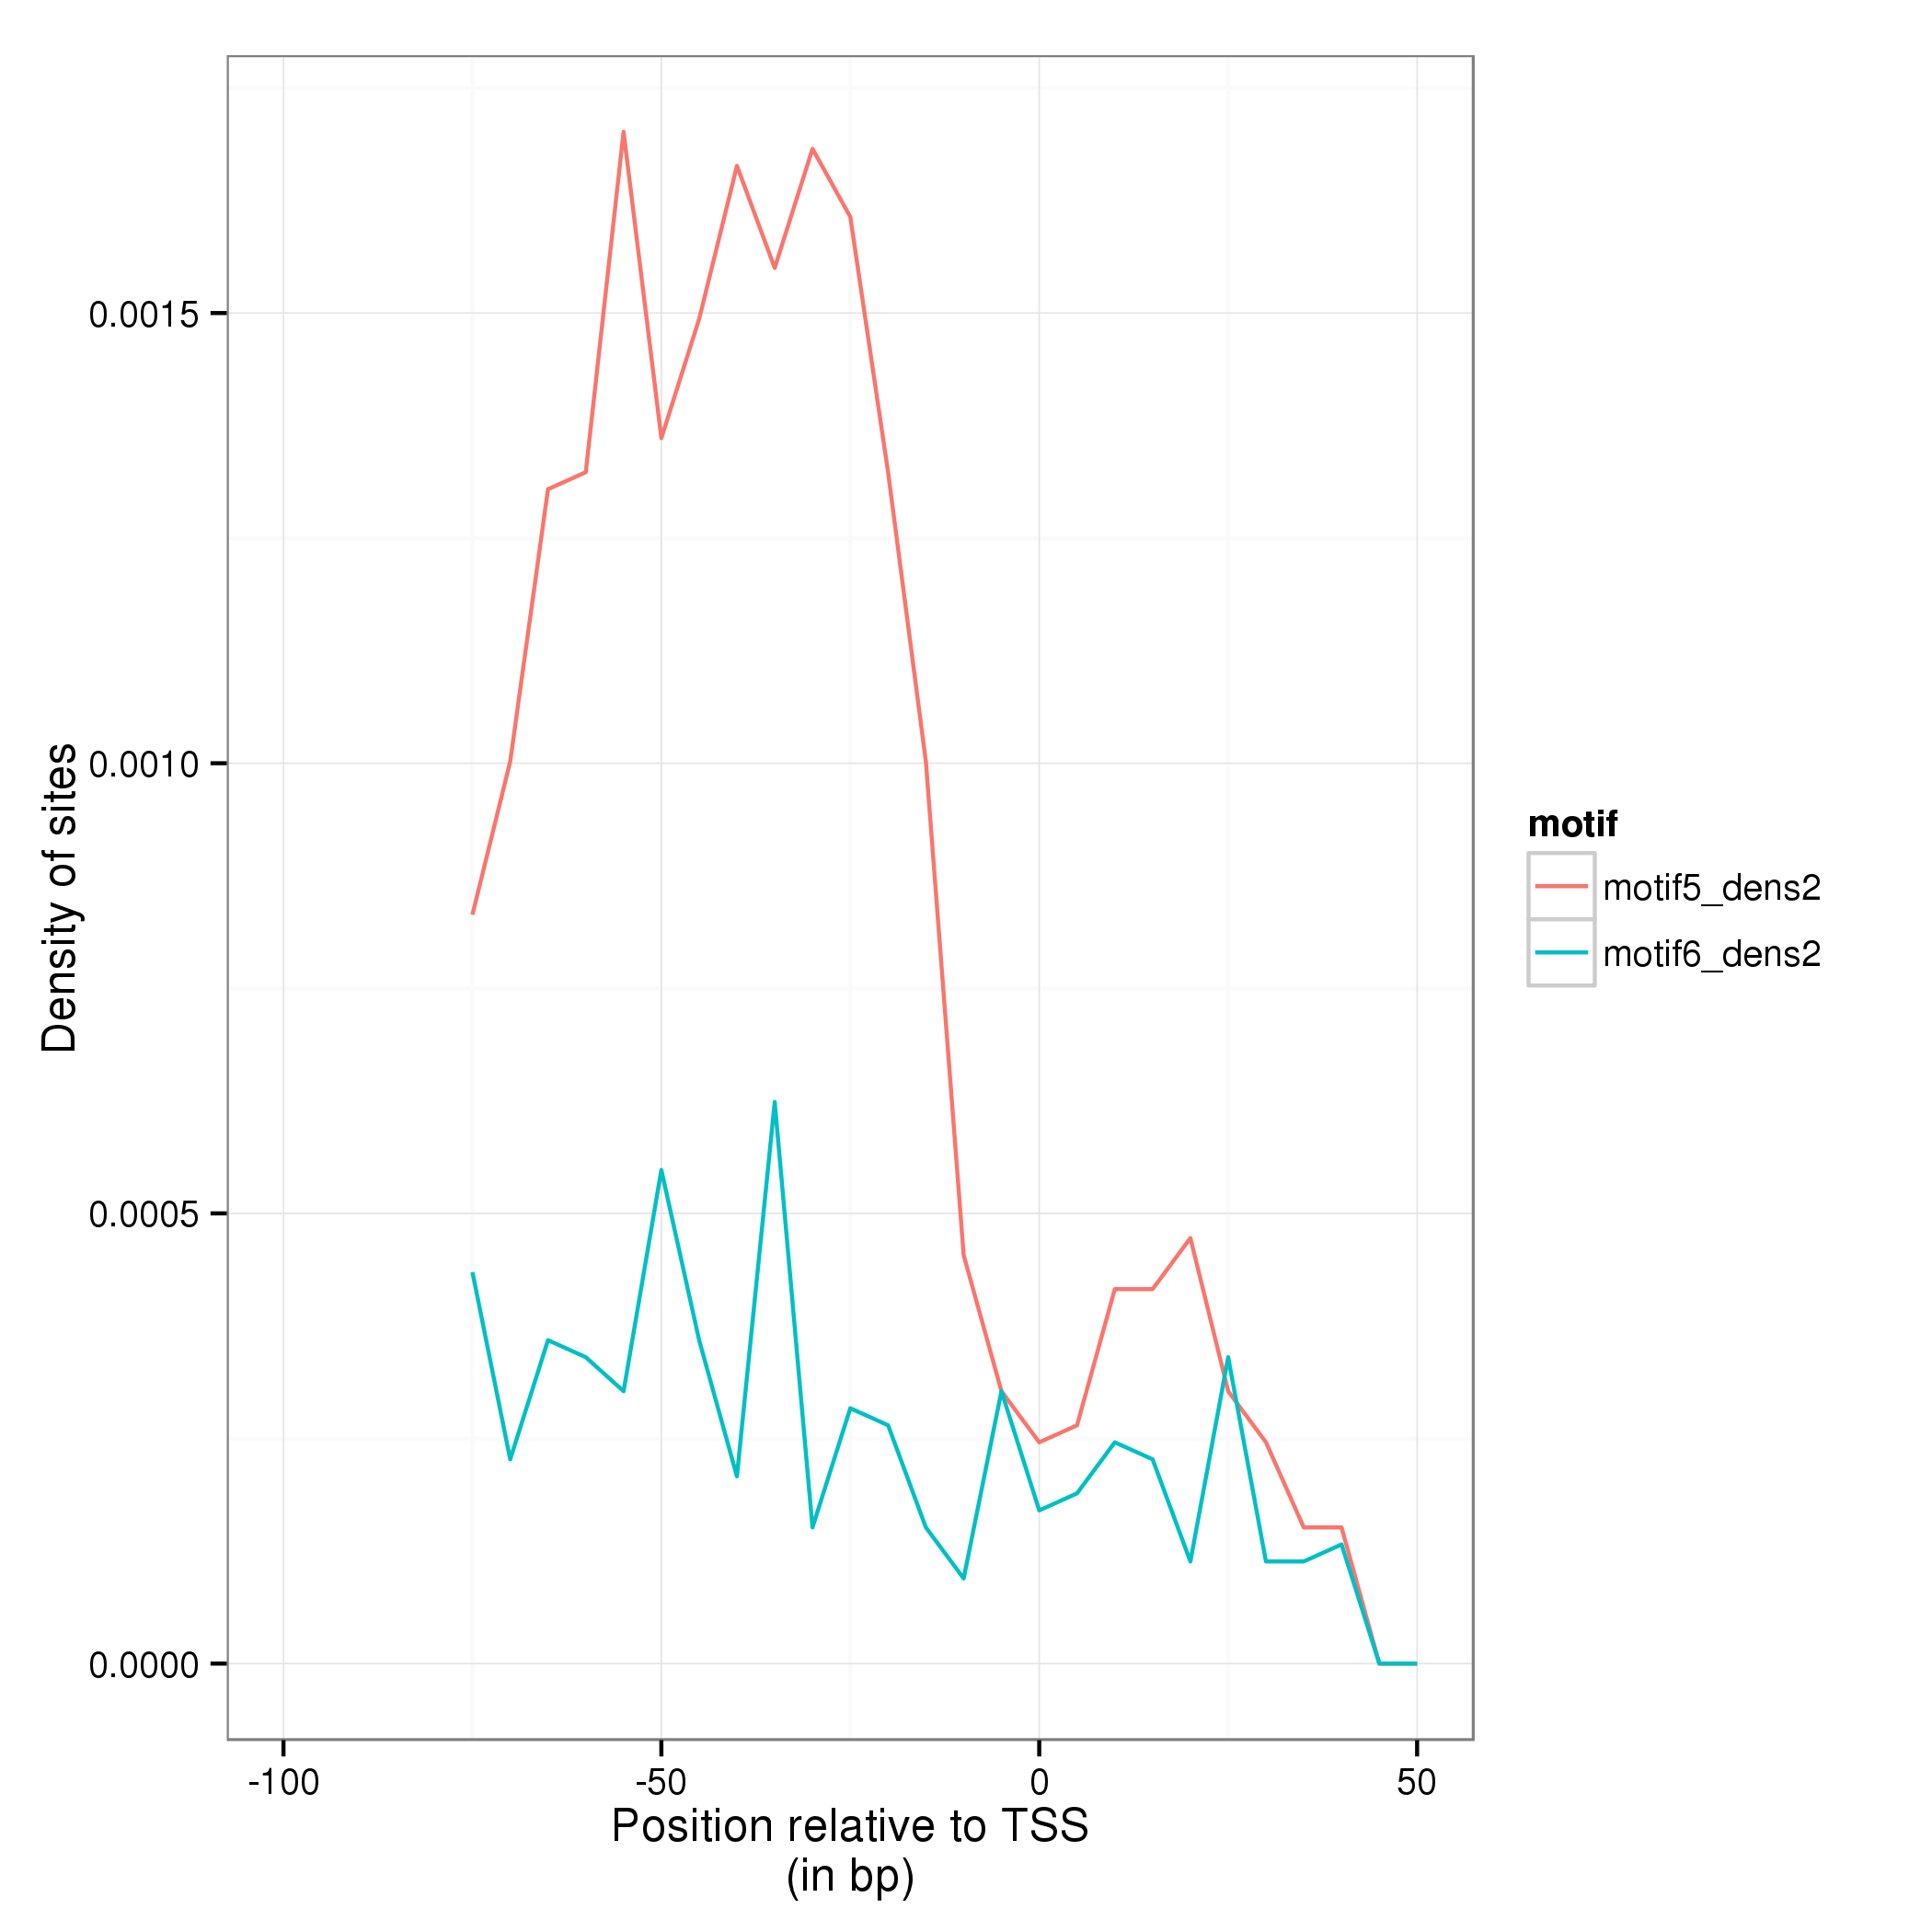 0.0015
0.0010
0.0005
0.0000
Density of sites
-100
-50
0
50
Position relative to TSS
(in bp)
motif
motif5_dens2
motif6_dens2